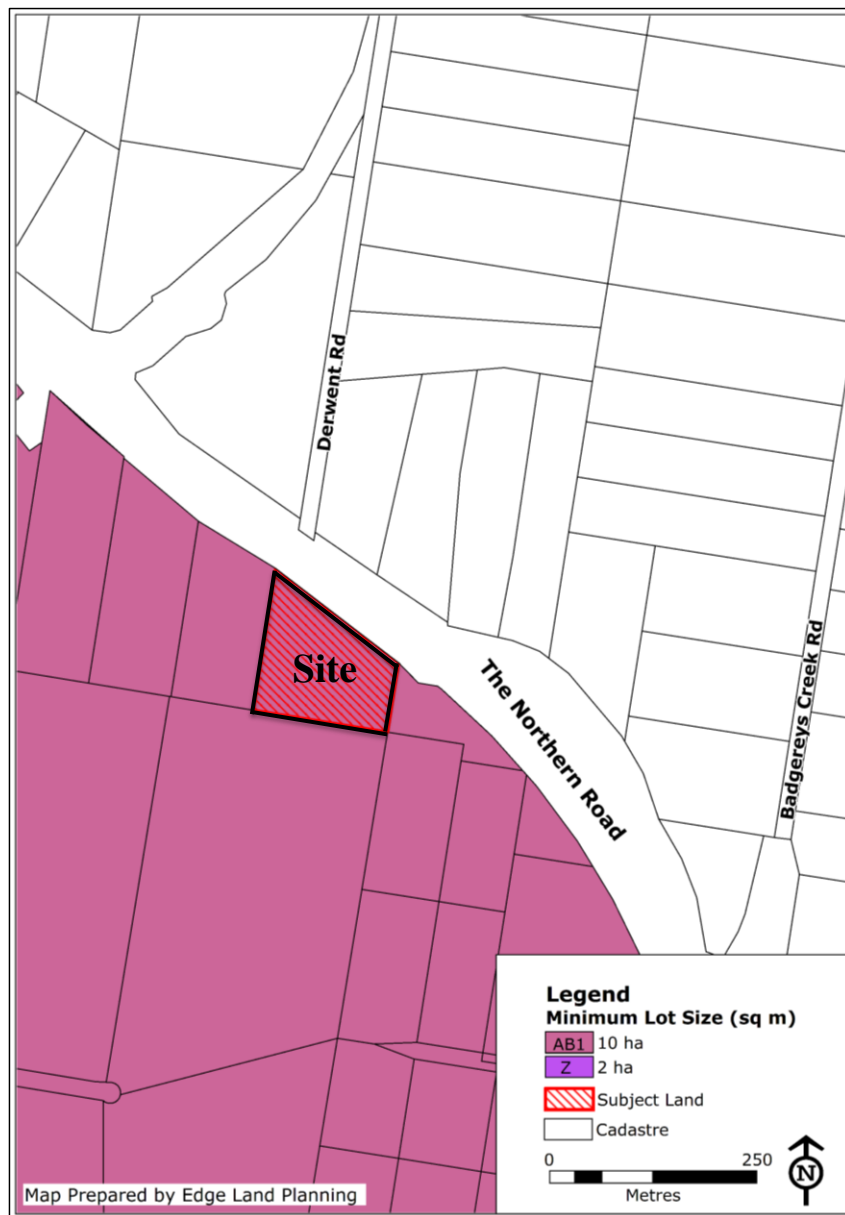 Derwent Rd
Site
The Northern Road
Badgereys Creek Rd
Legend
Minimum Lot Size (sq m)
AB1 10 ha
Z 2 ha
Subject Land
Cadastre
0 250
Metres
N
Map Prepared by Edge Land Planning